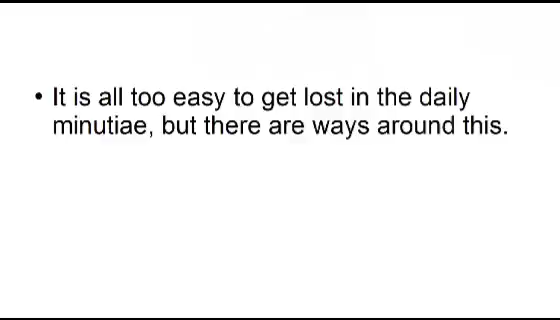 • It is all too easy to get lost in the daily
minutiae, but there are ways around this.